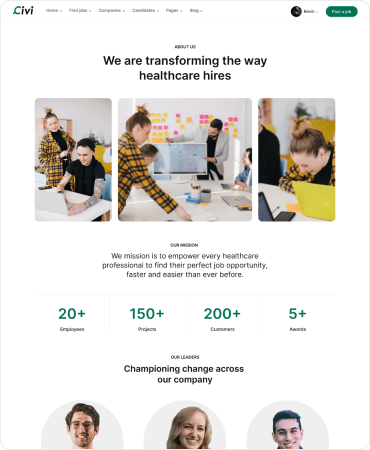 Civi
Home Find jobs Companies Candidates Pages Blog Kevin Post a job
ABOUT US
We are transforming the way
healthcare hires
OUR MISSION
We mission is to empower every healthcare
professional to find their perfect job opportunity,
faster and easier than ever before.
20+ 150+ 200+ 5+
Employees Projects Customers Awards
OUR LEADERS
Championing change across
our company